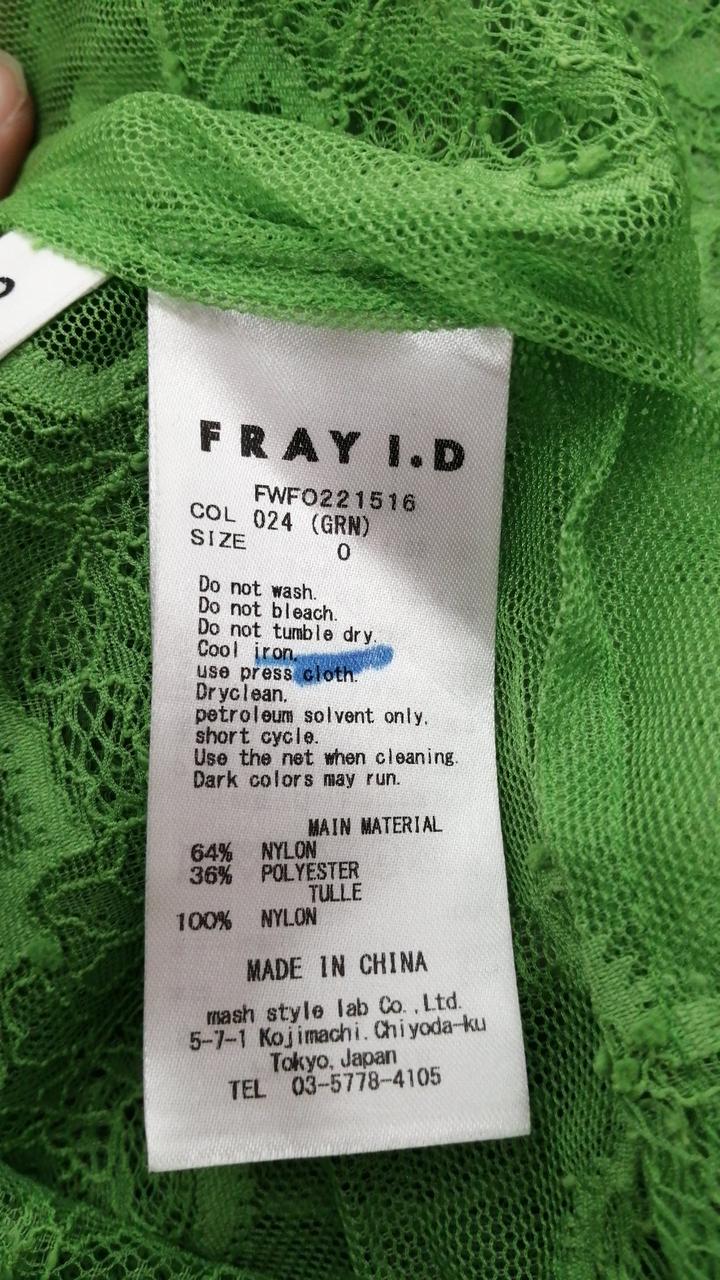 FRAY I.D
FWFO221516
COL 024 (GRN)
SIZE 0
Do not wash.
Do not bleach.
Do not tumble dry.
Cool iron.
use press cloth.
Dryclean.
petroleum solvent only.
short cycle.
Use the net when cleaning.
Dark colors may run.
MAIN MATERIAL
64% NYLON
36% POLYESTER
TULLE
100% NYLON
MADE IN CHINA
mash style lab Co.,Ltd.
5-7-1 Kojimachi.Chiyoda-ku
Tokyo,Japan
TEL 03-5778-4105